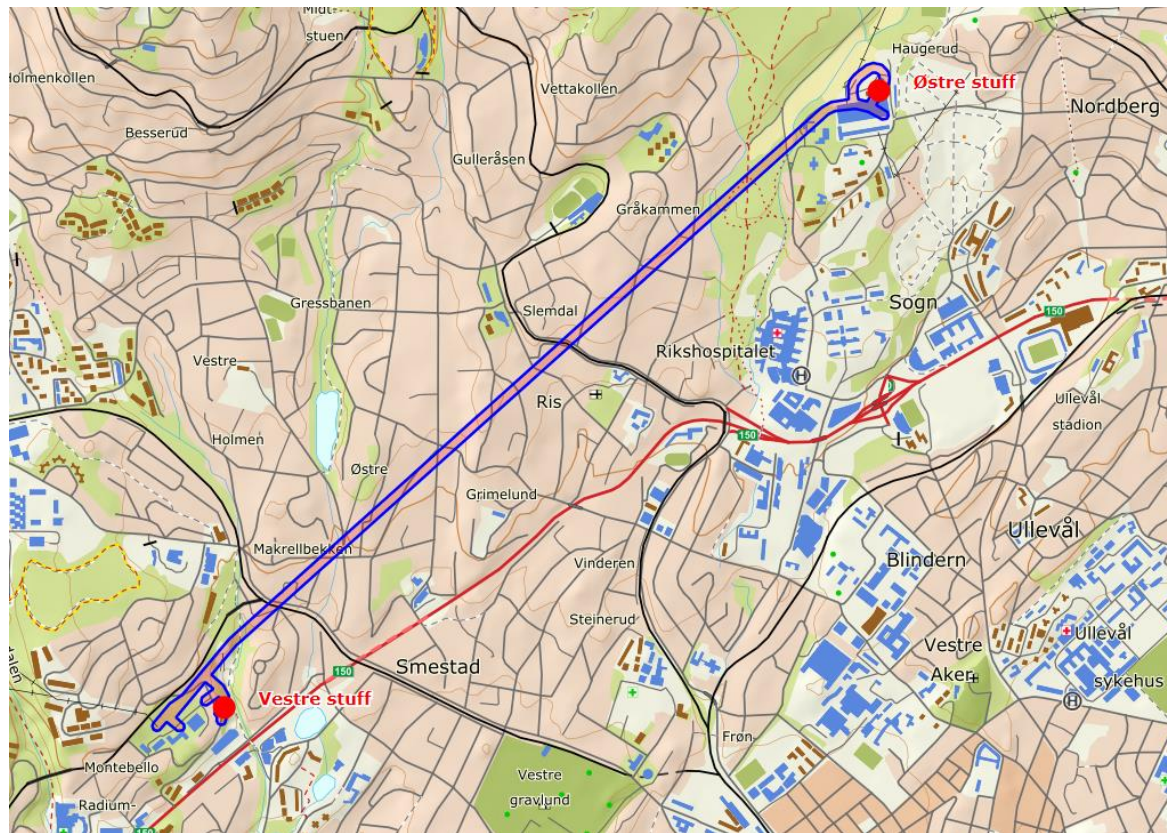 Midt-
stuen
Haugerud
Østre stuff
Holmenkollen
Vettakollen
Nordberg
Besserud
Gulleråsen
Gråkammen
Gressbanen
Slemdal
Sogn
150
Rikshospitalet
Vestre
Ris
H
Ullevål
stadion
150
Holmen
Østre
Grimelund
Ullevål
Makrellbekken
Vinderen
Blindern
Steinerud
Vestre
Aker
Ullevål
sykehus
Smestad
150
H
Vestre stuff
Frøn
Montebello
Vestre
gravlund
Radium-
150